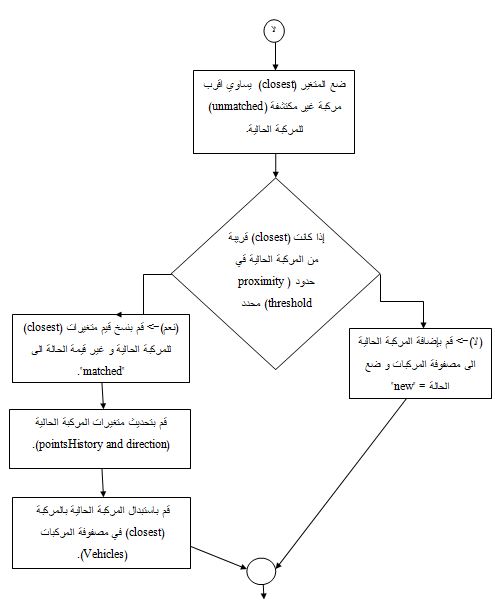 لا
ضع المتغير (closest) يساوي اقرب
مركبة غير مكتشفة (unmatched)
للمركبة الحالية.
إذا كانت (closest) قريبة
من المركبة الحالية في
حدود ( proximity
threshold) محدد
(نعم)-> قم بنسخ قيم متغيرات (closest)
للمركبة الحالية و غير قيمة الحالة الى
'matched'.
(لا)-> قم بإضافة المركبة الحالية
الى مصفوفة المركبات و ضع
الحالة = 'new'
قم بتحديث متغيرات المركبة الحالية
(pointsHistory and direction).
قم باستبدال المركبة الحالية بالمركبة
(closest) في مصفوفة المركبات
(Vehicles).